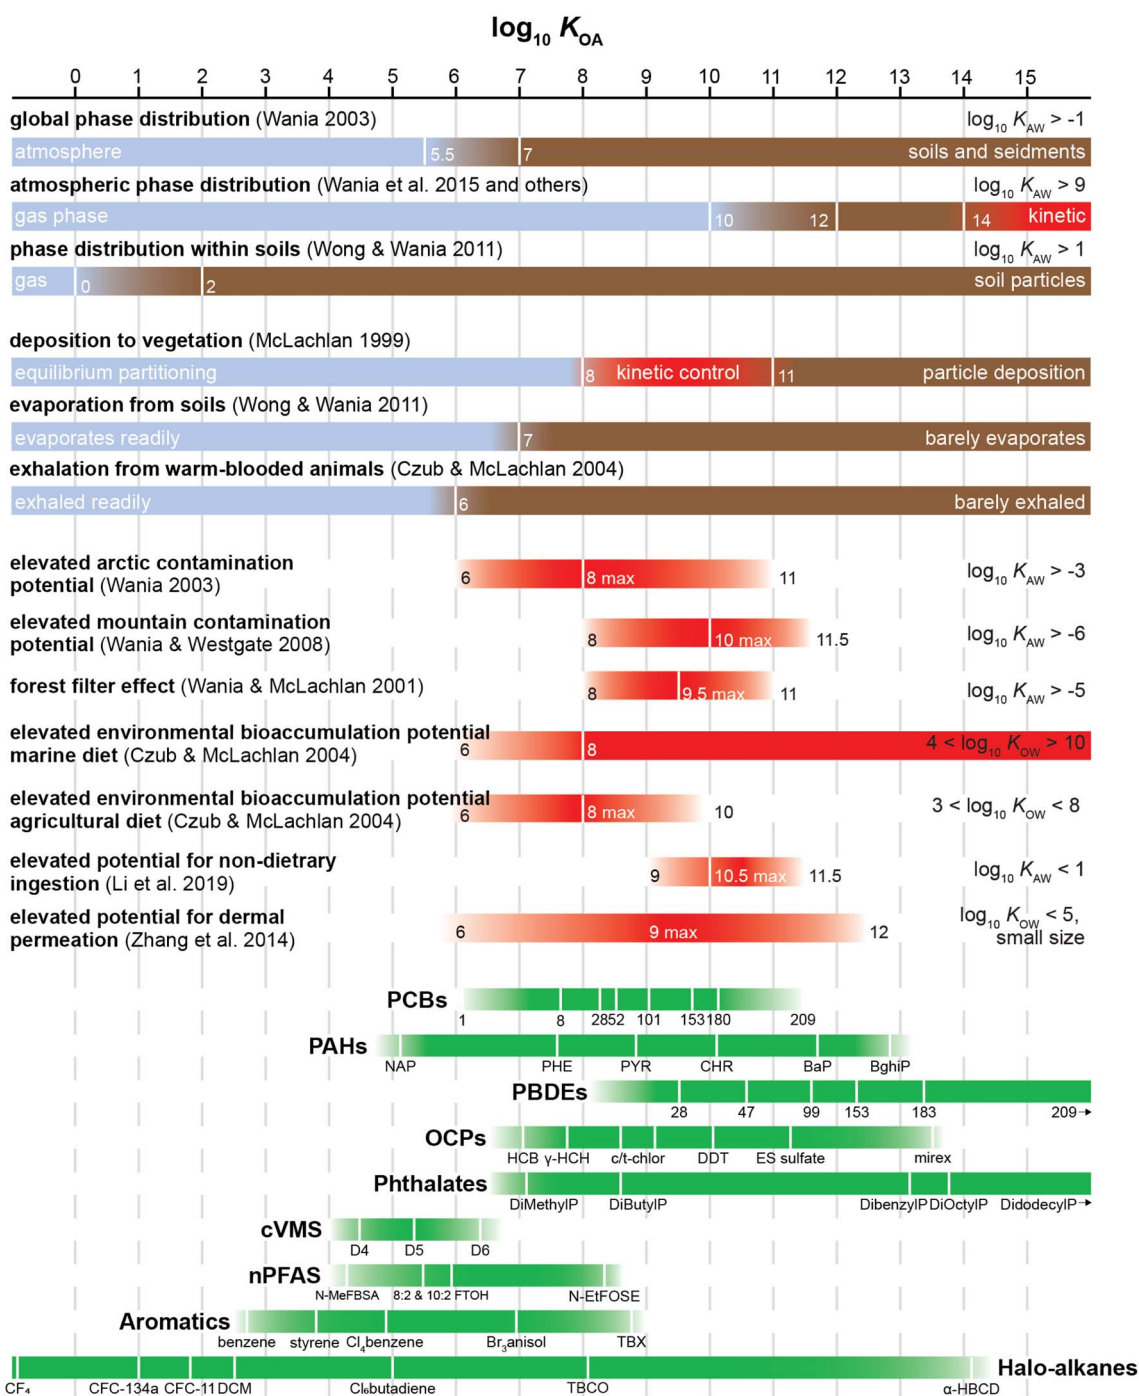 log₁₀ K_OA
0 1 2 3 4 5 6 7 8 9 10 11 12 13 14 15
global phase distribution (Wania 2003) log₁₀ K_AW > -1
atmosphere 5.5 7 soils and seidments
atmospheric phase distribution (Wania et al. 2015 and others) log₁₀ K_AW > 9
gas phase 10 12 14 kinetic
phase distribution within soils (Wong & Wania 2011) log₁₀ K_AW > 1
gas 0 2 soil particles
deposition to vegetation (McLachlan 1999)
equilibrium partitioning 8 kinetic control 11 particle deposition
evaporation from soils (Wong & Wania 2011)
evaporates readily 7 barely evaporates
exhalation from warm-blooded animals (Czub & McLachlan 2004)
exhaled readily 6 barely exhaled
elevated arctic contamination
potential (Wania 2003) 6 8 max 11 log₁₀ K_AW > -3
elevated mountain contamination
potential (Wania & Westgate 2008) 8 10 max 11.5 log₁₀ K_AW > -6
forest filter effect (Wania & McLachlan 2001) 8 9.5 max 11 log₁₀ K_AW > -5
elevated environmental bioaccumulation potential
marine diet (Czub & McLachlan 2004) 6 8 4 < log₁₀ K_OW > 10
elevated environmental bioaccumulation potential
agricultural diet (Czub & McLachlan 2004) 6 8 max 10 3 < log₁₀ K_OW < 8
elevated potential for non-dietrary
ingestion (Li et al. 2019) 9 10.5 max 11.5 log₁₀ K_AW < 1
elevated potential for dermal
permeation (Zhang et al. 2014) 6 9 max 12 log₁₀ K_OW < 5,
small size
PCBs
1 8 28 52 101 153 180 209
PAHs
NAP PHE PYR CHR BaP BghiP
PBDEs
28 47 99 153 183 209→
OCPs
HCB γ-HCH c/t-chlor DDT ES sulfate mirex
Phthalates
DiMethylP DiButylP DibenzylP DiOctylP DidodecylP→
cVMS
D4 D5 D6
nPFAS
N-MeFBSA 8:2 & 10:2 FTOH N-EtFOSE
Aromatics
benzene styrene Cl₄benzene Br₃anisol TBX
Halo-alkanes
CF₄ CFC-134a CFC-11 DCM Cl₆butadiene TBCO α-HBCD